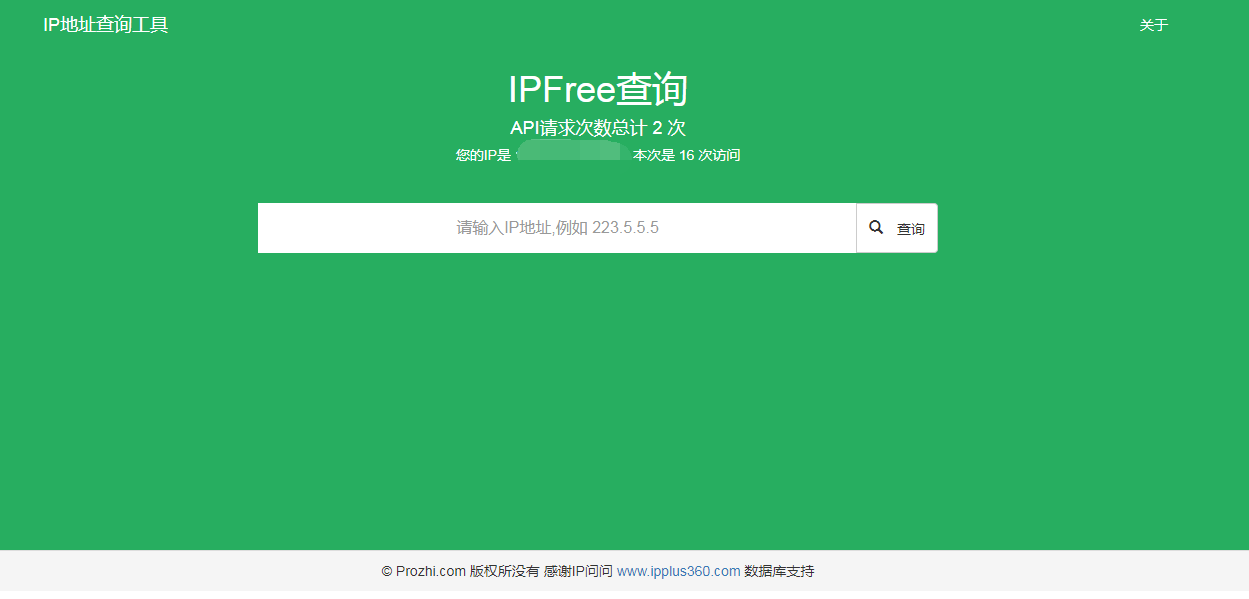 IP地址查询工具
关于
IPFree查询
API请求次数总计 2 次
您的IP是 本次是 16 次访问
请输入IP地址,例如 223.5.5.5
查询
© Prozhi.com 版权所没有 感谢IP问问 www.ipplus360.com 数据库支持